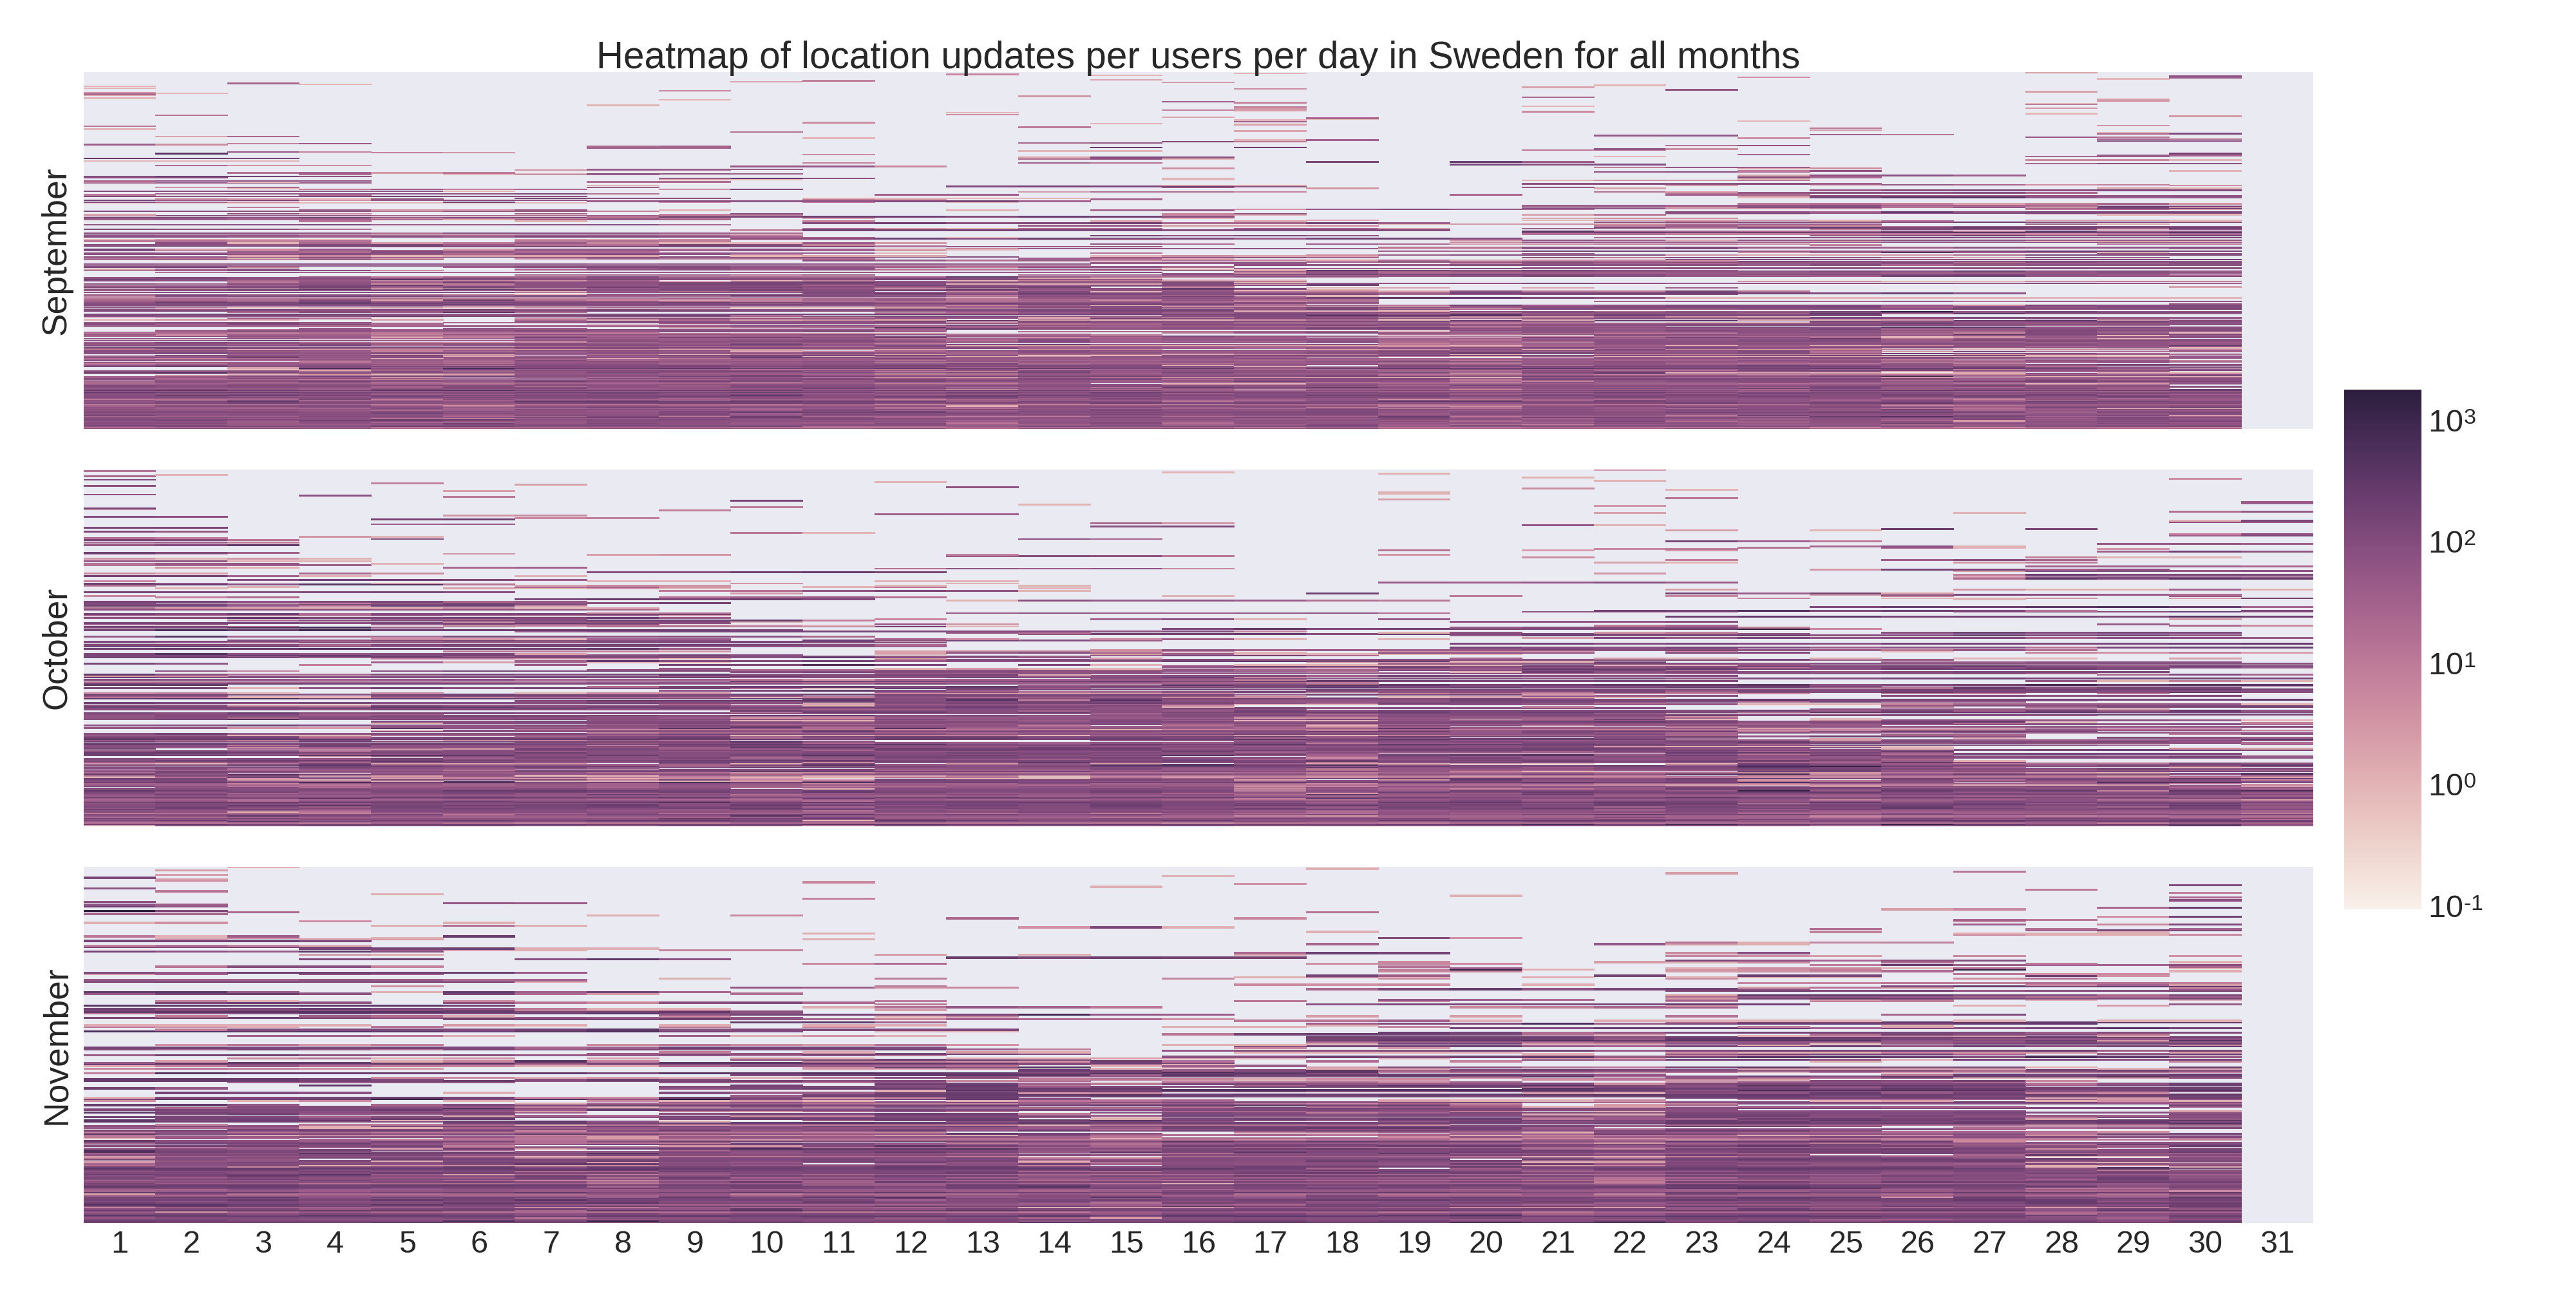 Heatmap of location updates per users per day in Sweden for all months
September
October
November
10³
10²
10¹
10⁰
10⁻¹
1 2 3 4 5 6 7 8 9 10 11 12 13 14 15 16 17 18 19 20 21 22 23 24 25 26 27 28 29 30 31